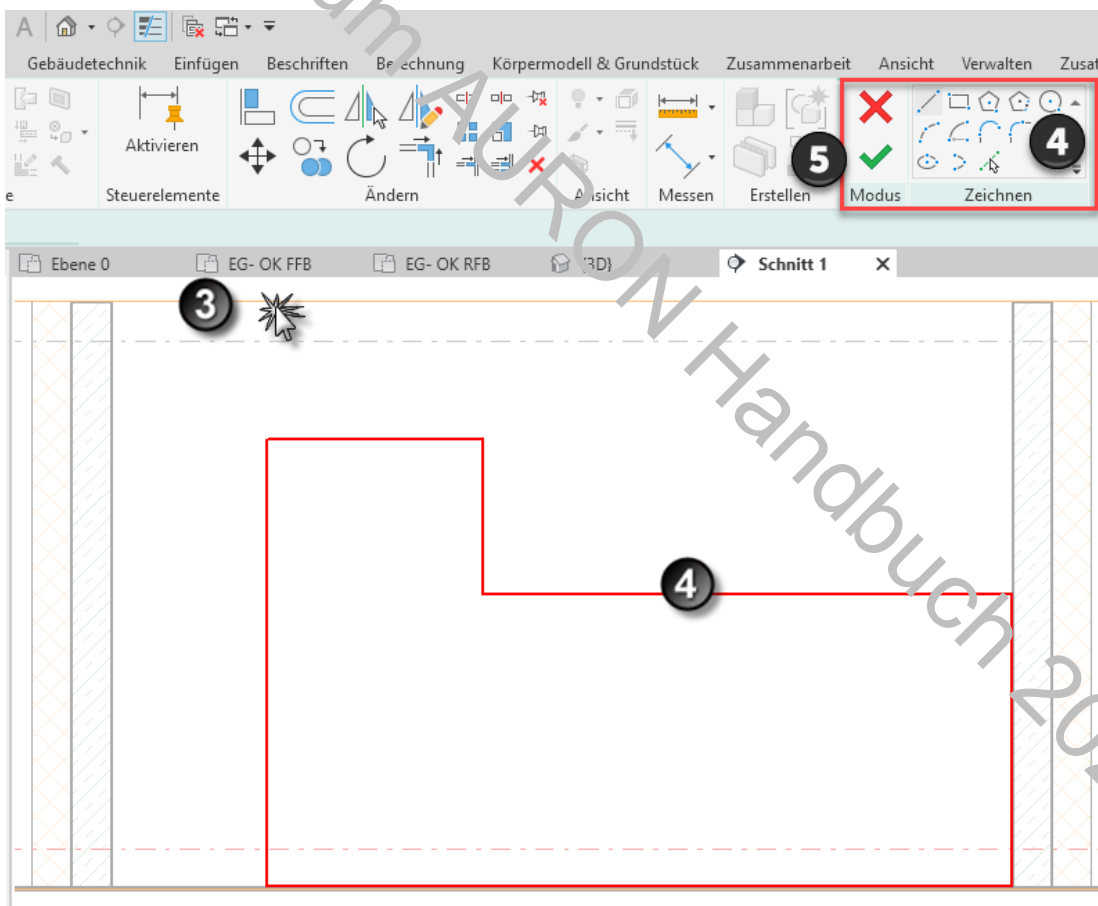 A
Gebäudetechnik Einfügen Beschriften Berechnung Körpermodell & Grundstück Zusammenarbeit Ansicht Verwalten
Aktivieren
5
4
e Steuerelemente Ändern Ansicht Messen Erstellen Modus Zeichnen
Ebene 0 EG- OK FFB EG- OK RFB {3D} Schnitt 1
3
4
AURON Handbuch